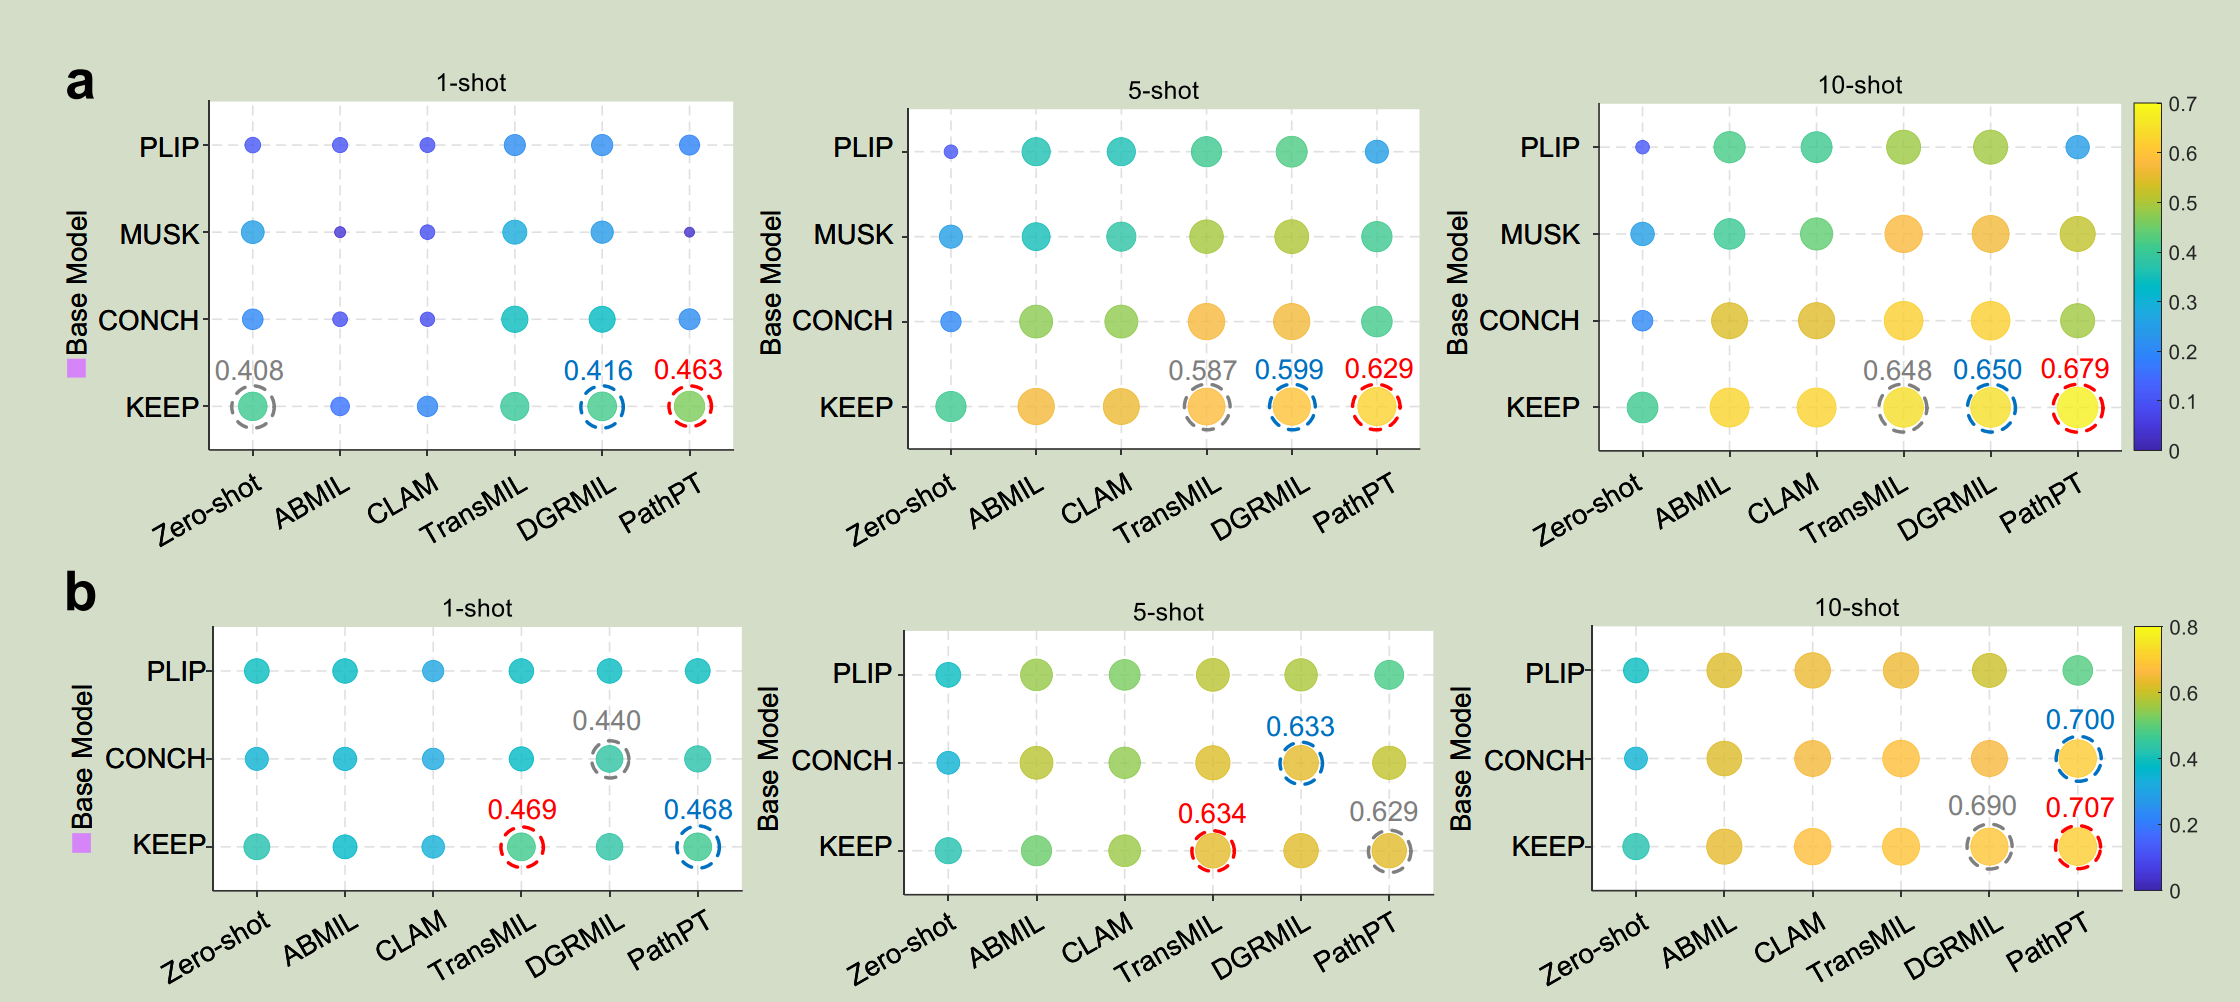 a
1-shot
5-shot
10-shot
Base Model
PLIP
MUSK
CONCH
KEEP
0.408
0.416
0.463
Zero-shot
ABMIL
CLAM
TransMIL
DGRMIL
PathPT
Base Model
PLIP
MUSK
CONCH
KEEP
0.587
0.599
0.629
Zero-shot
ABMIL
CLAM
TransMIL
DGRMIL
PathPT
Base Model
PLIP
MUSK
CONCH
KEEP
0.648
0.650
0.679
Zero-shot
ABMIL
CLAM
TransMIL
DGRMIL
PathPT
0.7
0.6
0.5
0.4
0.3
0.2
0.1
0
b
1-shot
5-shot
10-shot
Base Model
PLIP
CONCH
KEEP
0.440
0.469
0.468
Zero-shot
ABMIL
CLAM
TransMIL
DGRMIL
PathPT
Base Model
PLIP
CONCH
KEEP
0.633
0.634
0.629
Zero-shot
ABMIL
CLAM
TransMIL
DGRMIL
PathPT
Base Model
PLIP
CONCH
KEEP
0.700
0.690
0.707
Zero-shot
ABMIL
CLAM
TransMIL
DGRMIL
PathPT
0.8
0.6
0.4
0.2
0